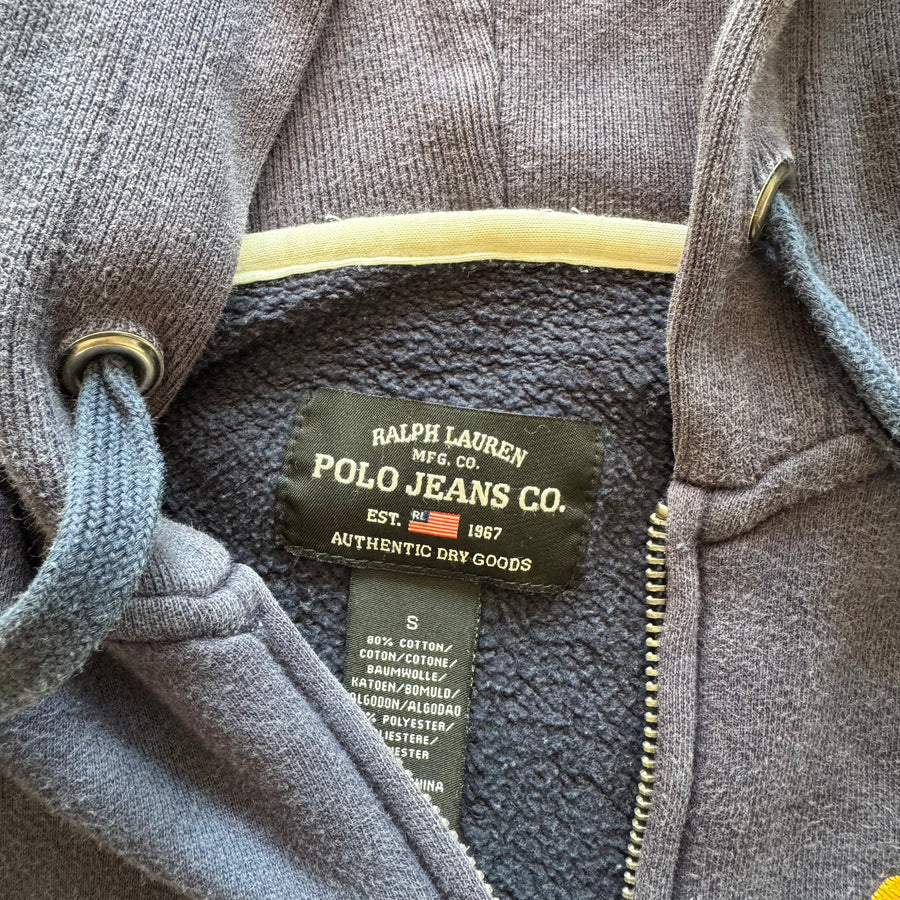 RALPH LAUREN
MFG. CO.
POLO JEANS CO.
EST. RL 1967
AUTHENTIC DRY GOODS
S
80% COTTON/
COTON/COTONE/
BAUMWOLLE/
KATOEN/BOMULD/
ALGODON/ALGODAO
% POLYESTER/